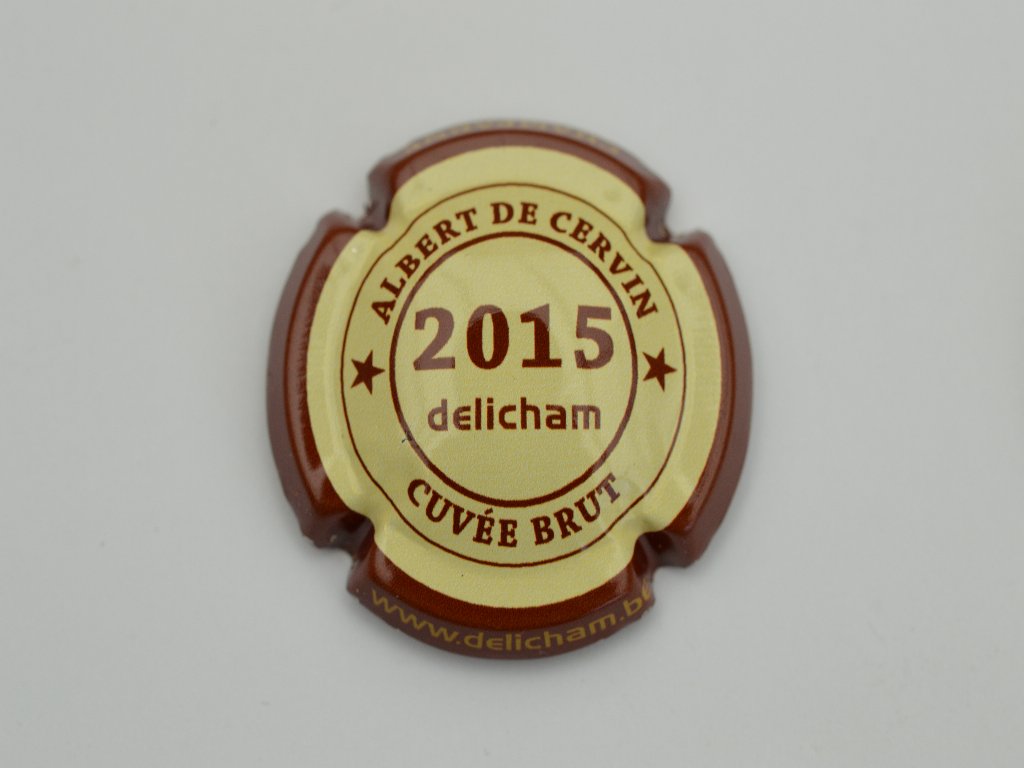 ALBERT DE CERVIN
2015
delicham
CUVÉE BRUT
www.delicham.be